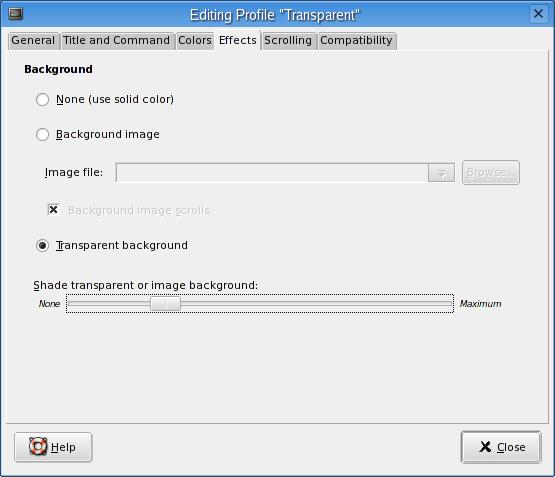 Editing Profile "Transparent"
General Title and Command Colors Effects Scrolling Compatibility
Background
None (use solid color)
Background image
Image file: Browse...
Background image scrolls
Transparent background
Shade transparent or image background:
None Maximum
Help Close